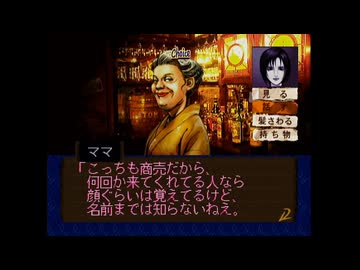 Choice
見る
髪さわる
持ち物
ママ
「こっちも商売だから、
何回か来てくれてる人なら
顔ぐらいは覚えてるけど、
名前までは知らないねえ。